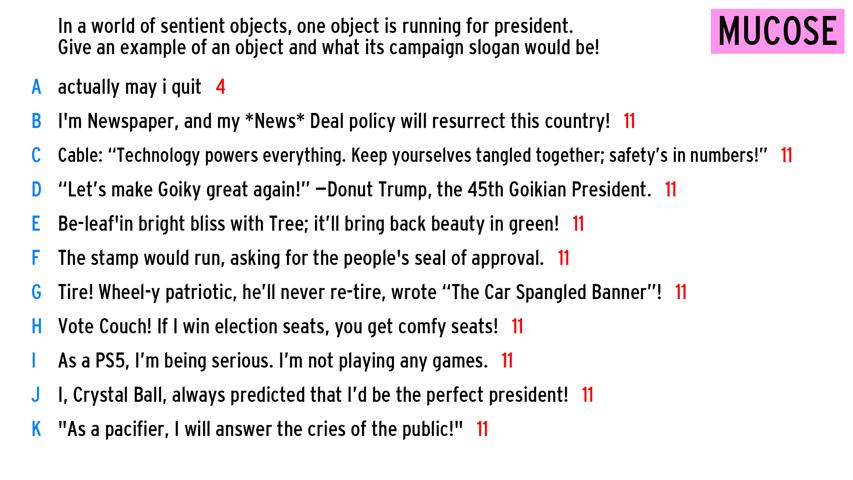 In a world of sentient objects, one object is running for president.
Give an example of an object and what its campaign slogan would be!
MUCOSE
A actually may i quit 4
B I'm Newspaper, and my *News* Deal policy will resurrect this country! 11
C Cable: “Technology powers everything. Keep yourselves tangled together; safety’s in numbers!” 11
D “Let’s make Goiky great again!” —Donut Trump, the 45th Goikian President. 11
E Be-leaf'in bright bliss with Tree; it’ll bring back beauty in green! 11
F The stamp would run, asking for the people's seal of approval. 11
G Tire! Wheel-y patriotic, he’ll never re-tire, wrote “The Car Spangled Banner”! 11
H Vote Couch! If I win election seats, you get comfy seats! 11
I As a PS5, I’m being serious. I’m not playing any games. 11
J I, Crystal Ball, always predicted that I’d be the perfect president! 11
K "As a pacifier, I will answer the cries of the public!" 11